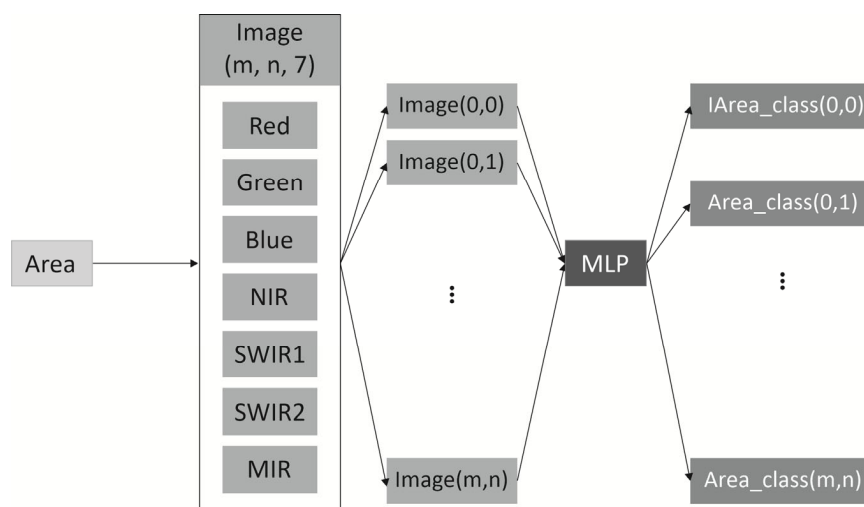 Area
Image
(m, n, 7)
Red
Green
Blue
NIR
SWIR1
SWIR2
MIR
Image(0,0)
Image(0,1)
⋮
Image(m,n)
MLP
IArea_class(0,0)
Area_class(0,1)
⋮
Area_class(m,n)